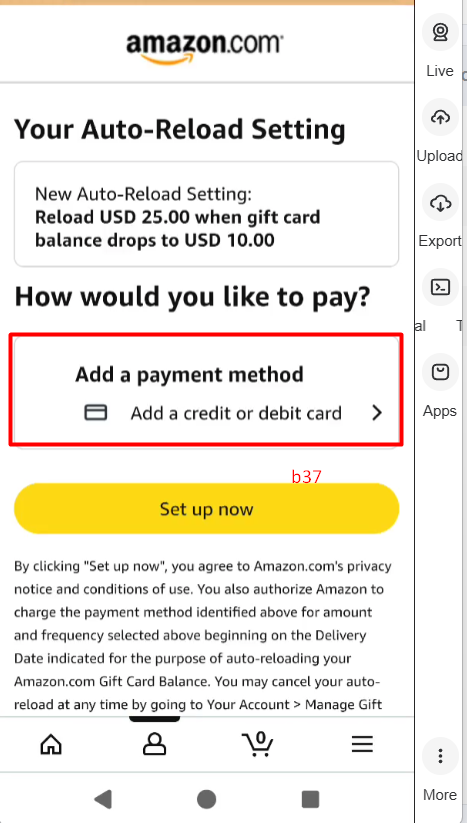 amazon.com
Your Auto-Reload Setting
New Auto-Reload Setting:
Reload USD 25.00 when gift card
balance drops to USD 10.00
How would you like to pay?
Add a payment method
Add a credit or debit card
b37
Set up now
By clicking "Set up now", you agree to Amazon.com's privacy
notice and conditions of use. You also authorize Amazon to
charge the payment method identified above for amount
and frequency selected above beginning on the Delivery
Date indicated for the purpose of auto-reloading your
Amazon.com Gift Card Balance. You may cancel your auto-
reload at any time by going to Your Account > Manage Gift
0
Live
Upload
Export
al
T
Apps
More